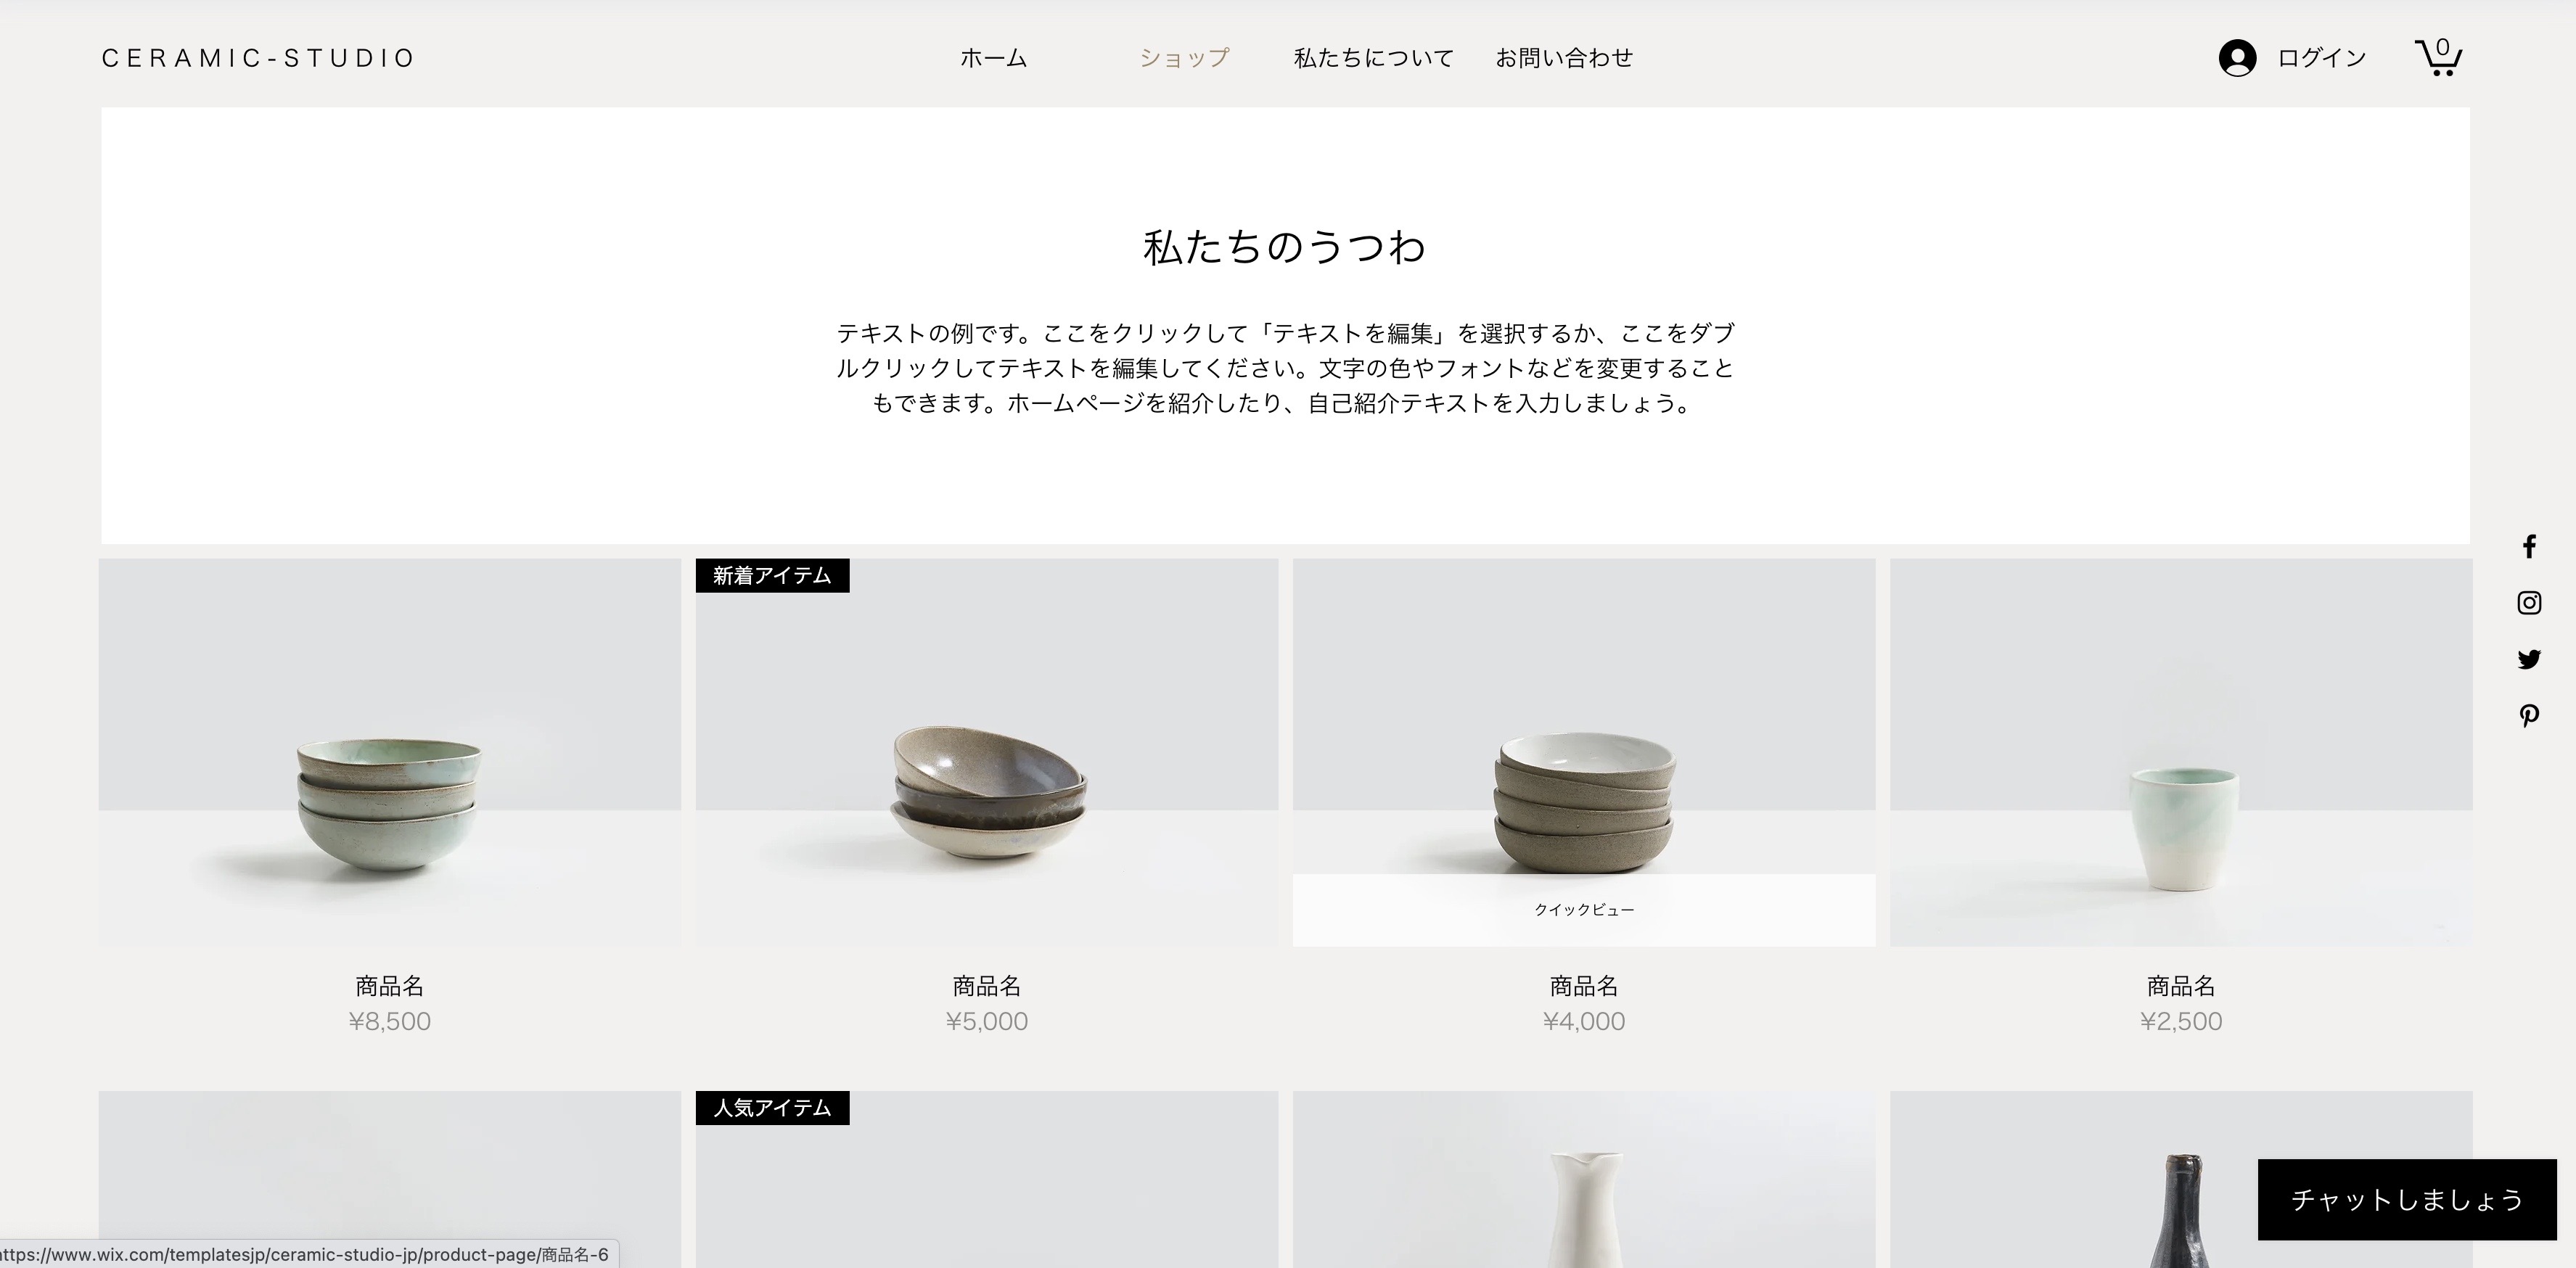 CERAMIC-STUDIO
ホーム ショップ 私たちについて お問い合わせ
ログイン 0
私たちのうつわ
テキストの例です。ここをクリックして「テキストを編集」を選択するか、ここをダブ
ルクリックしてテキストを編集してください。文字の色やフォントなどを変更すること
もできます。ホームページを紹介したり、自己紹介テキストを入力しましょう。
新着アイテム
クイックビュー
商品名 商品名 商品名 商品名
¥8,500 ¥5,000 ¥4,000 ¥2,500
人気アイテム
チャットしましょう
ttps://www.wix.com/templatesjp/ceramic-studio-jp/product-page/商品名-6